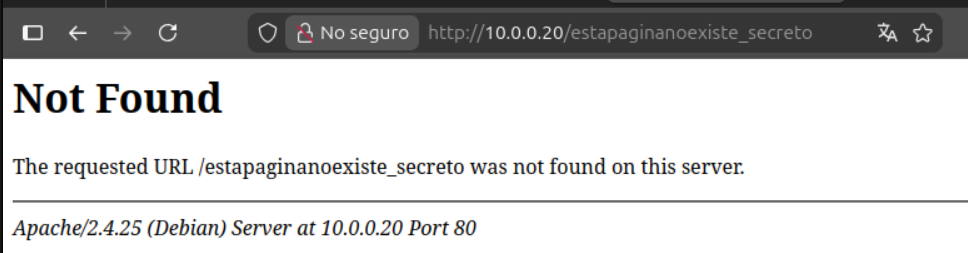 No seguro http://10.0.0.20/estapaginanoexiste_secreto
Not Found
The requested URL /estapaginanoexiste_secreto was not found on this server.
Apache/2.4.25 (Debian) Server at 10.0.0.20 Port 80